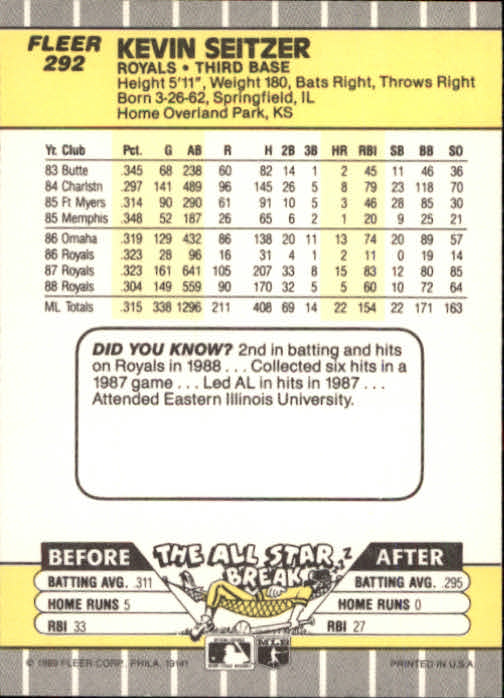 FLEER
292
KEVIN SEITZER
ROYALS • THIRD BASE
Height 5'11", Weight 180, Bats Right, Throws Right
Born 3-26-62, Springfield, IL
Home Overland Park, KS
Yr. Club Pct. G AB R H 2B 3B HR RBI SB BB SO
83 Butte .345 68 238 60 82 14 1 2 45 11 46 36
84 Charlstn .297 141 489 96 145 26 5 8 79 23 118 70
85 Ft Myers .314 90 290 61 91 10 5 3 46 28 85 30
85 Memphis .348 52 187 26 65 6 2 1 20 9 25 21
86 Omaha .319 129 432 86 138 20 11 13 74 20 89 57
86 Royals .323 28 96 16 31 4 1 2 11 0 19 14
87 Royals .323 161 641 105 207 33 8 15 83 12 80 85
88 Royals .304 149 559 90 170 32 5 5 60 10 72 64
ML Totals .315 338 1296 211 408 69 14 22 154 22 171 163
DID YOU KNOW? 2nd in batting and hits
on Royals in 1988 . . . Collected six hits in a
1987 game . . . Led AL in hits in 1987 . . .
Attended Eastern Illinois University.
BEFORE THE ALL STAR BREAK Z AFTER
BATTING AVG. .311 BATTING AVG. .295
HOME RUNS 5 HOME RUNS 0
RBI 33 RBI 27
© 1989 FLEER CORP., PHILA. 19141 PRINTED IN U.S.A.